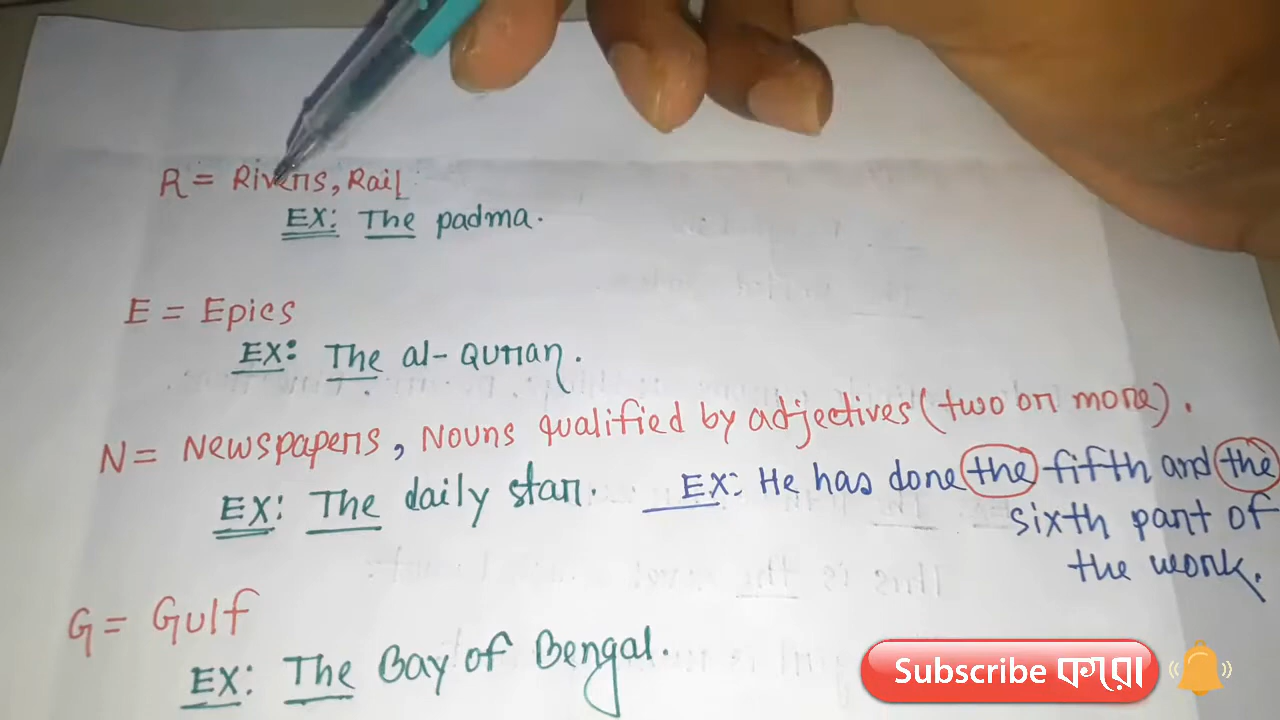 R = Rivers, Rail
EX: The padma.
E = Epics
EX: The al-Quran.
N = Newspapers, Nouns qualified by adjectives (two or more).
EX: The daily star.
EX: He has done the fifth and the
sixth part of
the work.
G = Gulf
EX: The Bay of Bengal.
Subscribe করো